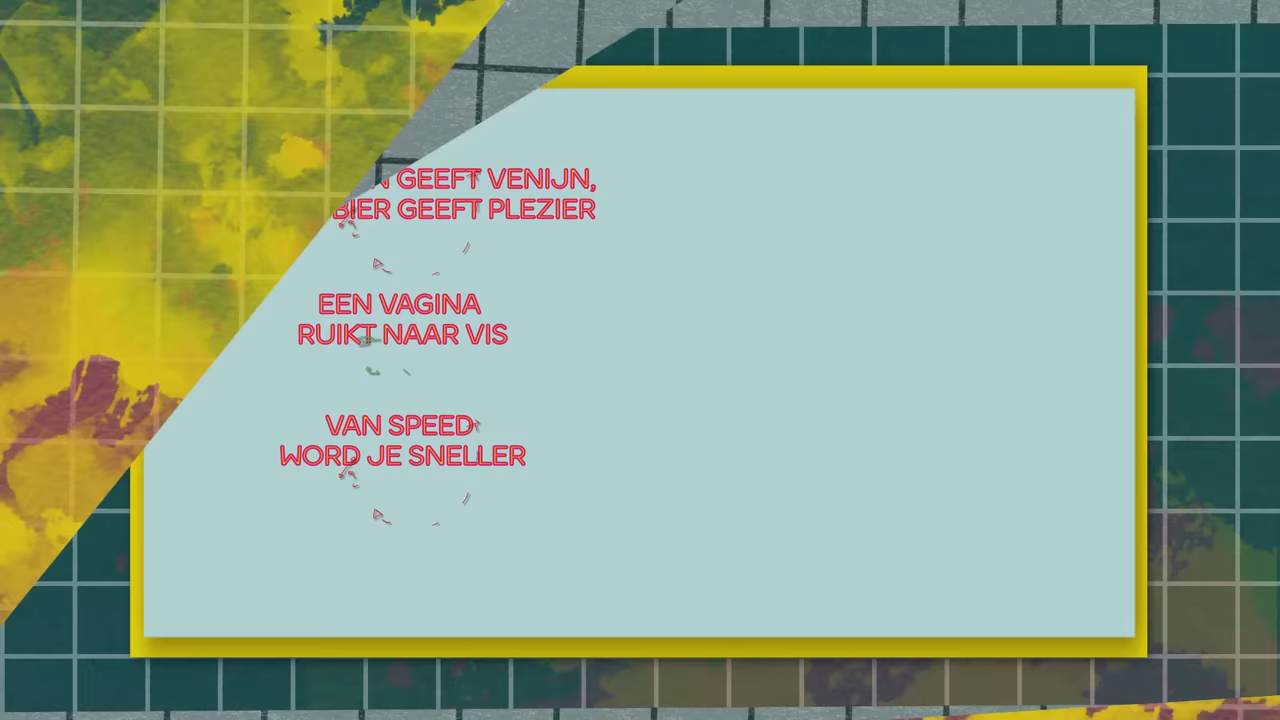 GEEFT VENIJN,
BIER GEEFT PLEZIER
EEN VAGINA
RUIKT NAAR VIS
VAN SPEED
WORD JE SNELLER